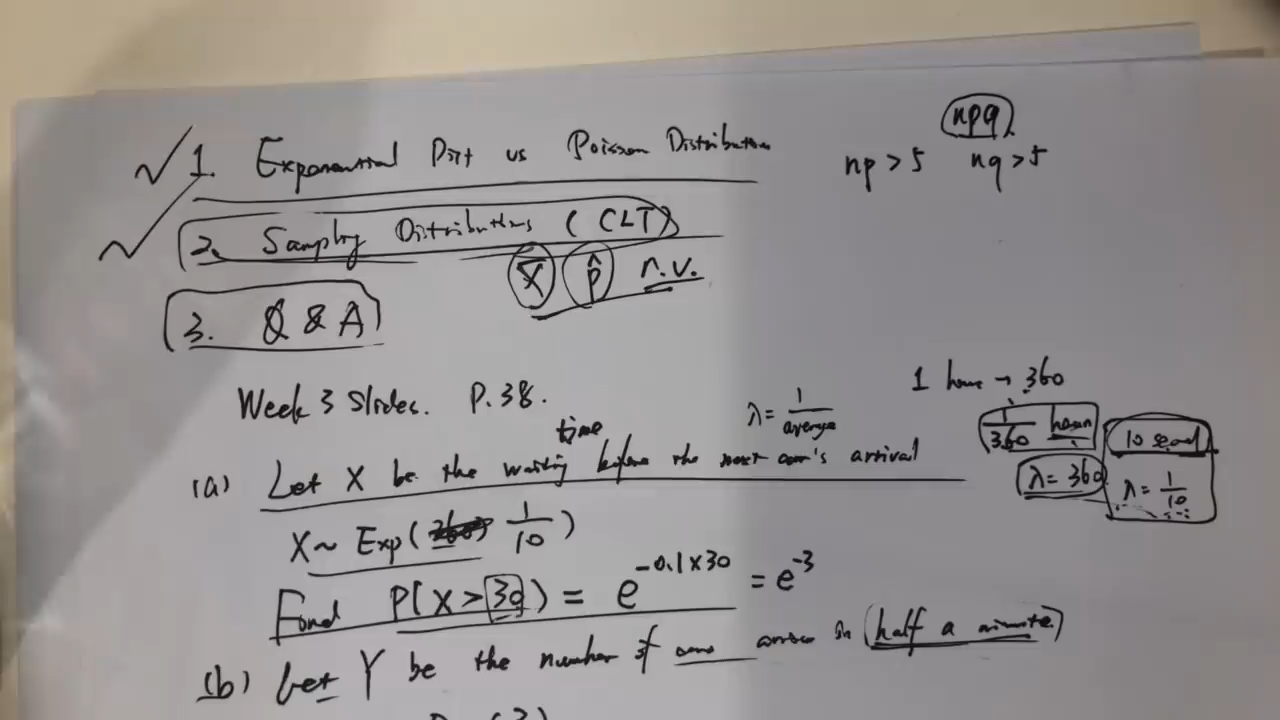 1. Exponential Dist vs Poisson Distribution
npq
np > 5 nq > 5
2. Sampling Distributions (CLT)
X̄ p̂ r.v.
3. Q & A
Week 3 Slides. P.38.
1 hour → 360
λ = 1/average
1/360 hour
10 second
λ = 360
λ = 1/10
(a) Let X be the waiting time before the next car's arrival
X ~ Exp( 1/10 )
Find P(X > 30) = e^{-0.1×30} = e^{-3}
(b) Let Y be the number of cars arrive in (half a minute)